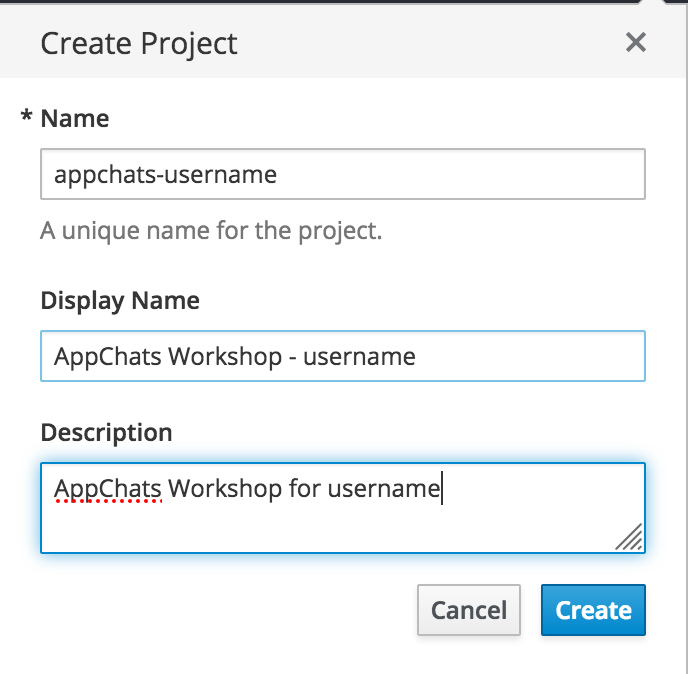 Create Project
* Name
appchats-username
A unique name for the project.
Display Name
AppChats Workshop - username
Description
AppChats Workshop for username
Cancel Create